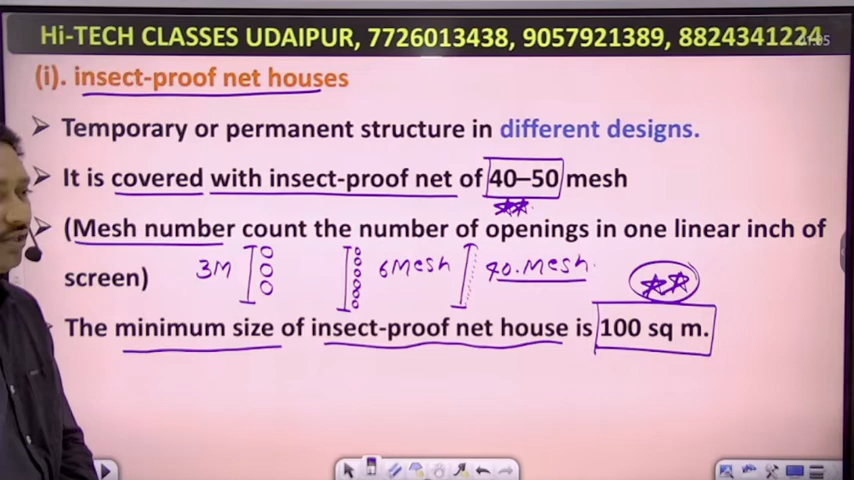 Hi-TECH CLASSES UDAIPUR, 7726013438, 9057921389, 8824341224
(i). insect-proof net houses
➤ Temporary or permanent structure in different designs.
➤ It is covered with insect-proof net of 40–50 mesh
➤ (Mesh number count the number of openings in one linear inch of
screen)
3M 6Mesh 40.Mesh.
The minimum size of insect-proof net house is 100 sq m.